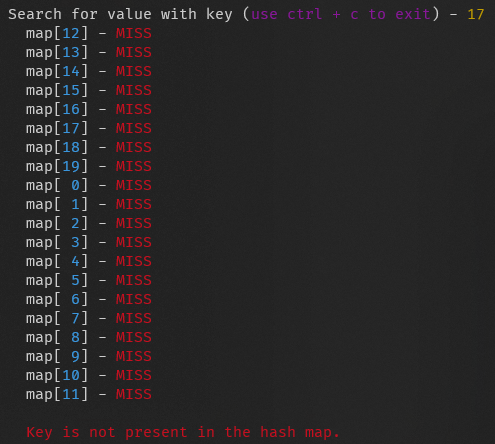 Search for value with key (use ctrl + c to exit) - 17
map[12] - MISS
map[13] - MISS
map[14] - MISS
map[15] - MISS
map[16] - MISS
map[17] - MISS
map[18] - MISS
map[19] - MISS
map[ 0] - MISS
map[ 1] - MISS
map[ 2] - MISS
map[ 3] - MISS
map[ 4] - MISS
map[ 5] - MISS
map[ 6] - MISS
map[ 7] - MISS
map[ 8] - MISS
map[ 9] - MISS
map[10] - MISS
map[11] - MISS
Key is not present in the hash map.